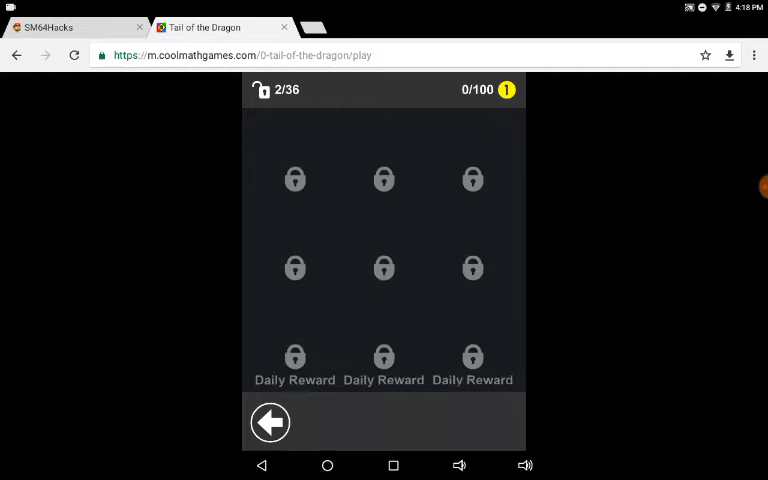 4:18 PM
SM64Hacks
Tail of the Dragon
https://m.coolmathgames.com/0-tail-of-the-dragon/play
2/36
0/100 1
Daily Reward Daily Reward Daily Reward